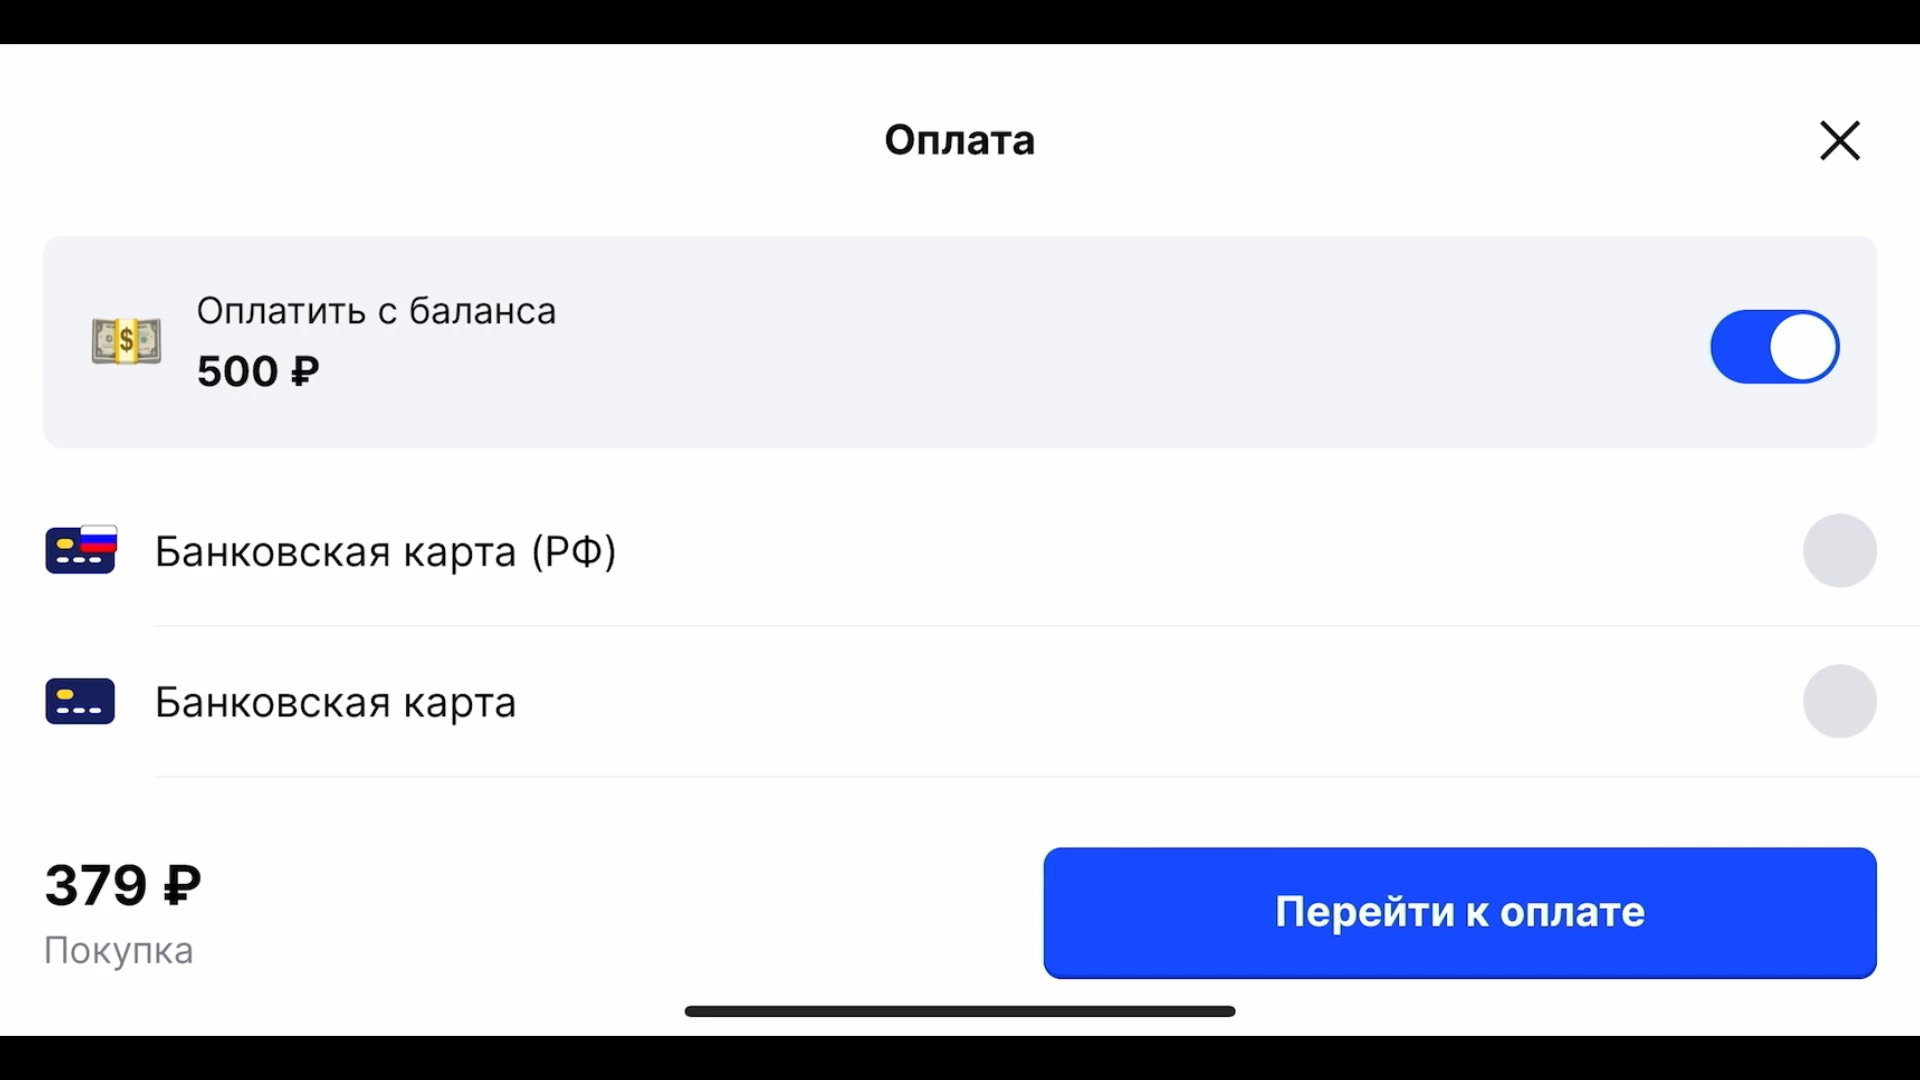 Оплата
Оплатить с баланса
500 ₽
Банковская карта (РФ)
Банковская карта
379 ₽
Покупка
Перейти к оплате